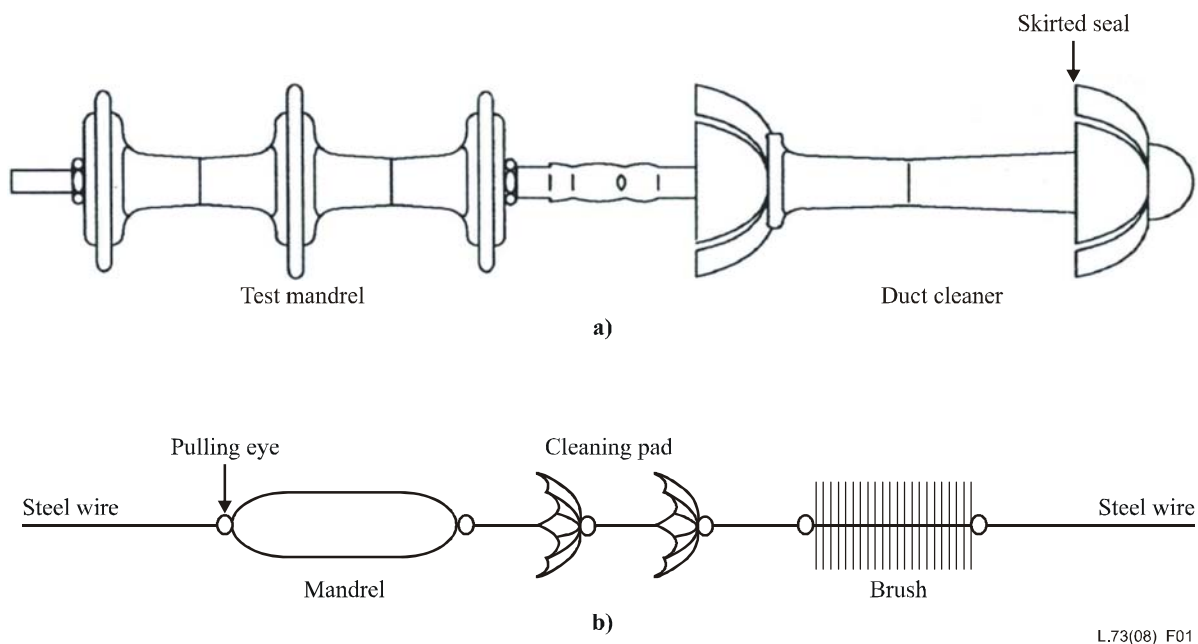 Skirted seal
Test mandrel
Duct cleaner
a)
Pulling eye
Cleaning pad
Steel wire
Steel wire
Mandrel
Brush
b)
L.73(08)_F01